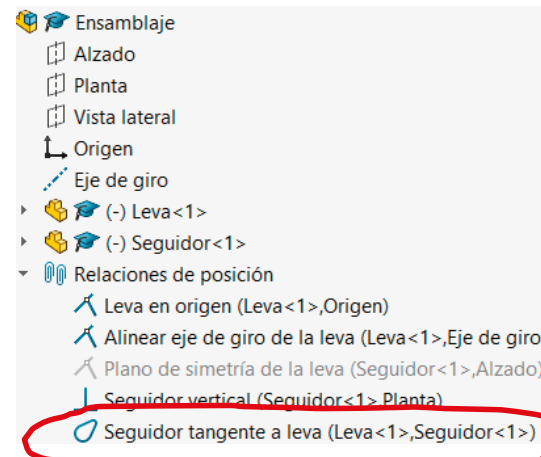 Ensamblaje
Alzado
Planta
Vista lateral
Origen
Eje de giro
(-) Leva<1>
(-) Seguidor<1>
Relaciones de posición
Leva en origen (Leva<1>,Origen)
Alinear eje de giro de la leva (Leva<1>,Eje de giro
Plano de simetría de la leva (Seguidor<1>,Alzado)
Seguidor vertical (Seguidor<1>,Planta)
Seguidor tangente a leva (Leva<1>,Seguidor<1>)